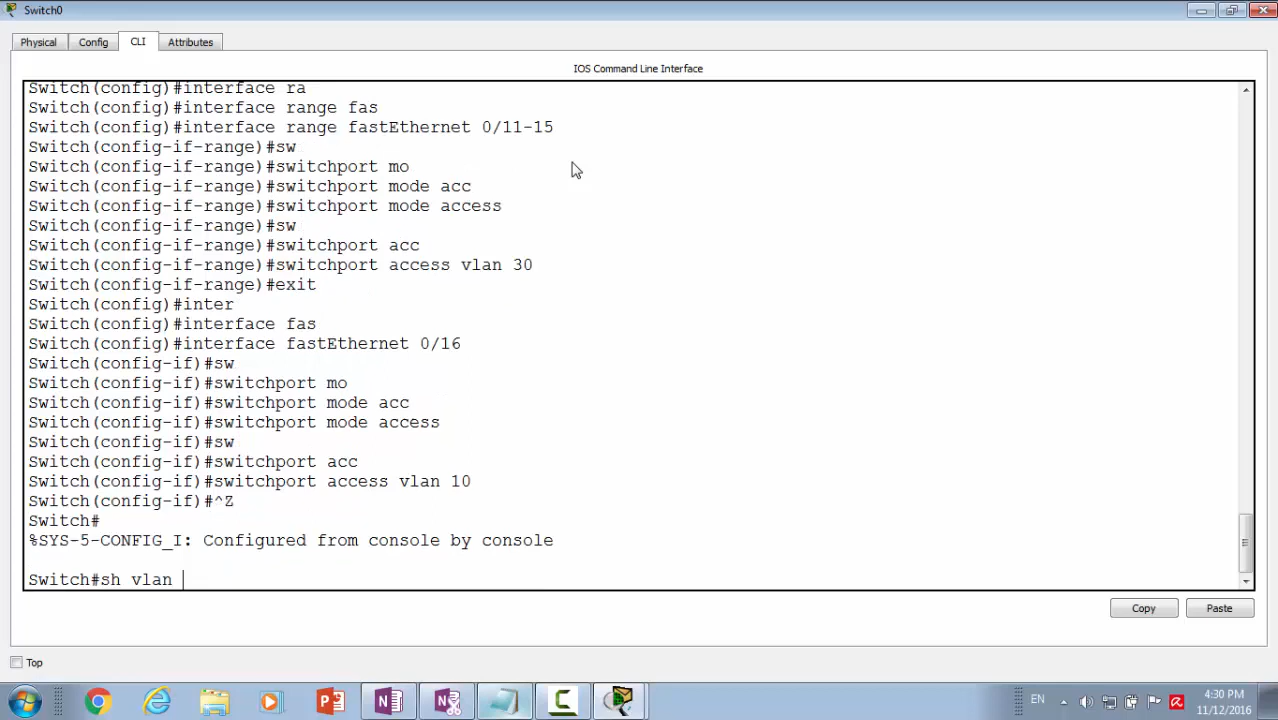 Switch0
Physical Config CLI Attributes
IOS Command Line Interface
Switch(config)#interface ra
Switch(config)#interface range fas
Switch(config)#interface range fastEthernet 0/11-15
Switch(config-if-range)#sw
Switch(config-if-range)#switchport mo
Switch(config-if-range)#switchport mode acc
Switch(config-if-range)#switchport mode access
Switch(config-if-range)#sw
Switch(config-if-range)#switchport acc
Switch(config-if-range)#switchport access vlan 30
Switch(config-if-range)#exit
Switch(config)#inter
Switch(config)#interface fas
Switch(config)#interface fastEthernet 0/16
Switch(config-if)#sw
Switch(config-if)#switchport mo
Switch(config-if)#switchport mode acc
Switch(config-if)#switchport mode access
Switch(config-if)#sw
Switch(config-if)#switchport acc
Switch(config-if)#switchport access vlan 10
Switch(config-if)#^Z
Switch#
%SYS-5-CONFIG_I: Configured from console by console
Switch#sh vlan
Copy Paste
Top
EN
4:30 PM
11/12/2016